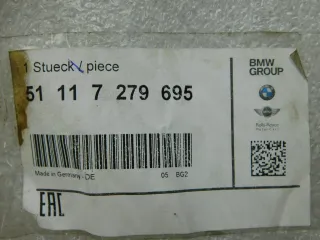 1 Stueck / piece
BMW
GROUP
51 11 7 279 695
Made in Germany - DE
05 BG2
EAC